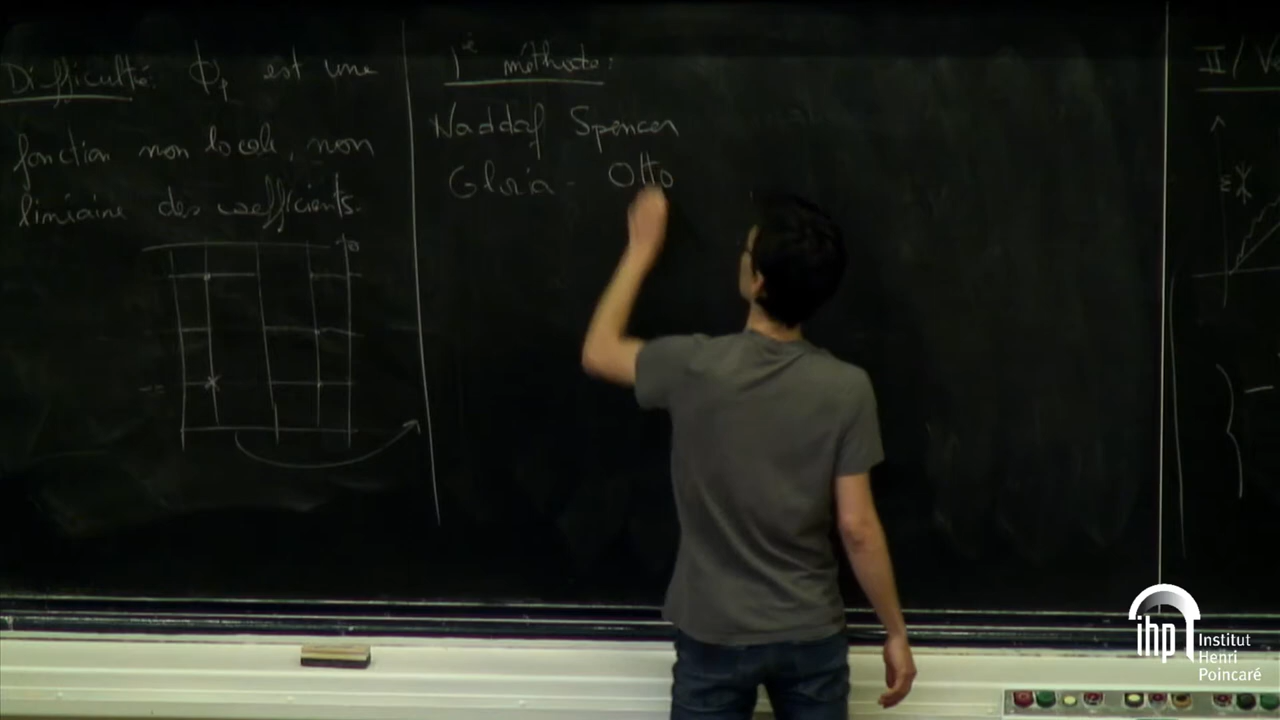 Difficulté: Φp est une
fonction non locale, non
linéaire des coefficients.
1è méthode:
Naddaf Spencer
Gloria - Otto
II/
ε
ihp Institut
Henri
Poincaré